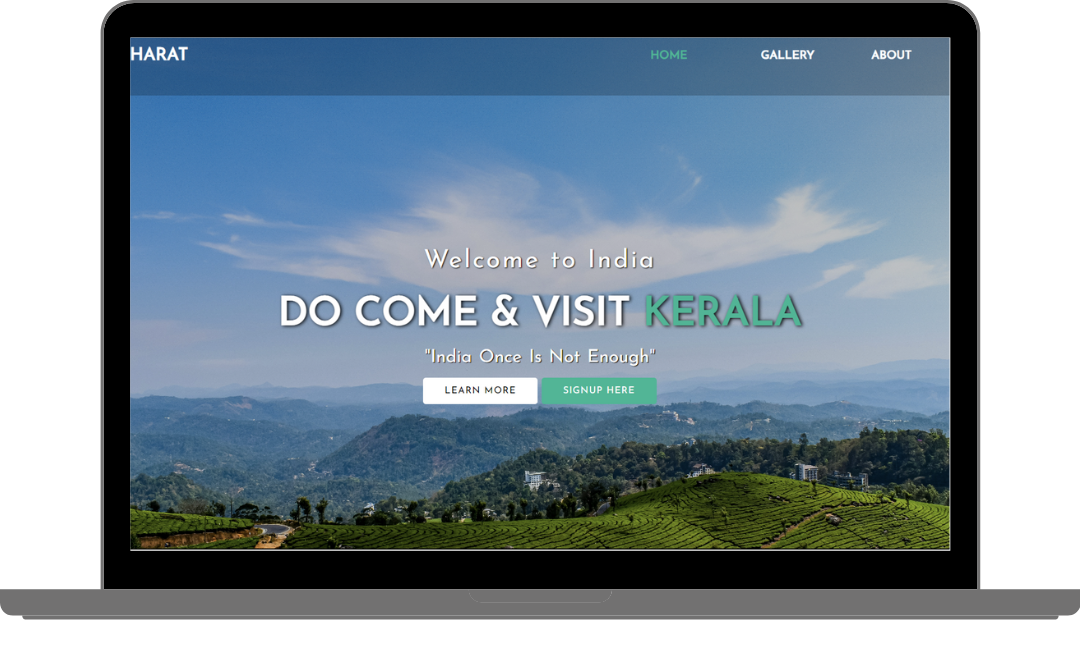 HARAT
HOME GALLERY ABOUT
Welcome to India
DO COME & VISIT KERALA
"India Once Is Not Enough"
LEARN MORE SIGNUP HERE